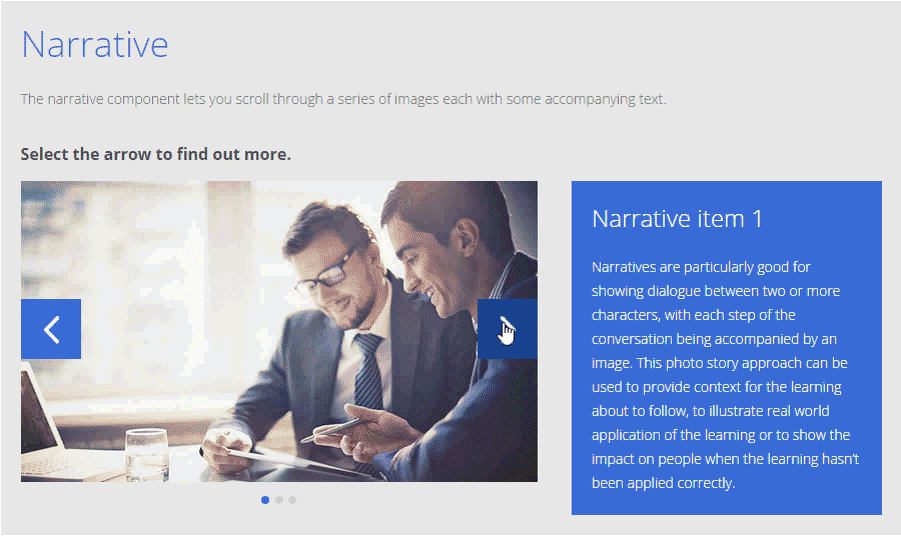 Narrative
The narrative component lets you scroll through a series of images each with some accompanying text.
Select the arrow to find out more.
Narrative item 1
Narratives are particularly good for
showing dialogue between two or more
characters, with each step of the
conversation being accompanied by an
image. This photo story approach can be
used to provide context for the learning
about to follow, to illustrate real world
application of the learning or to show the
impact on people when the learning hasn't
been applied correctly.